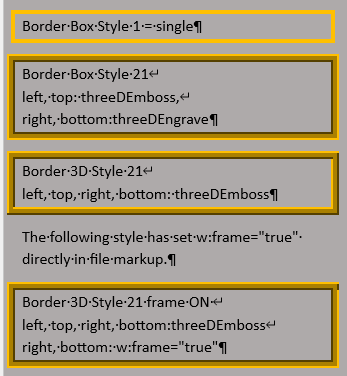 Border·Box·Style·1·=·single¶
Border·Box·Style·21↵
left,·top:·threeDEmboss,↵
right,·bottom:threeDEngrave¶
Border·3D·Style·21↵
left,·top,·right,·bottom:·threeDEmboss¶
The·following·style·has·set·w:frame="true"·
directly·in·file·markup.¶
Border·3D·Style·21·frame·ON·↵
left,·top,·right,·bottom:threeDEmboss↵
right,·bottom:·w:frame="true"¶